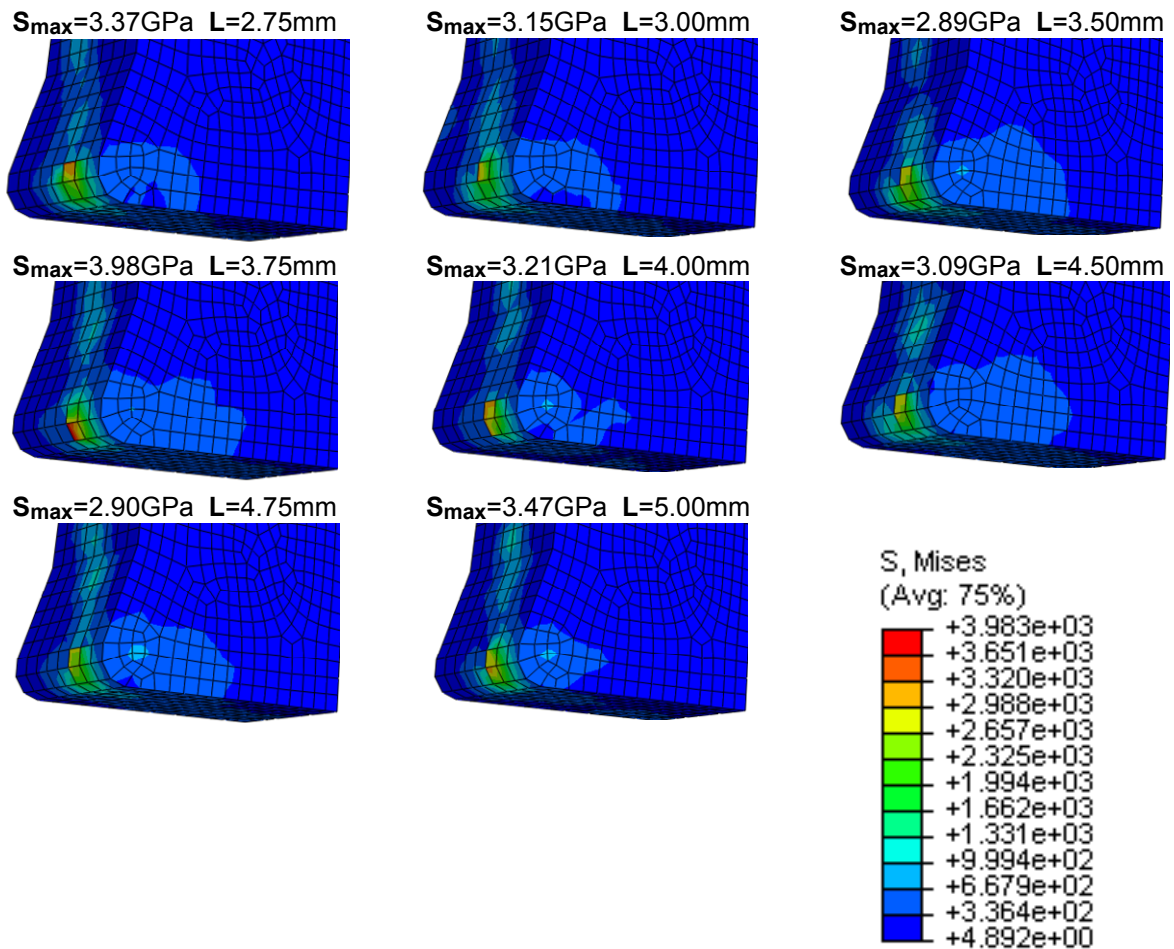 Smax=3.37GPa L=2.75mm
Smax=3.15GPa L=3.00mm
Smax=2.89GPa L=3.50mm
Smax=3.98GPa L=3.75mm
Smax=3.21GPa L=4.00mm
Smax=3.09GPa L=4.50mm
Smax=2.90GPa L=4.75mm
Smax=3.47GPa L=5.00mm
S, Mises
(Avg: 75%)
+3.983e+03
+3.651e+03
+3.320e+03
+2.988e+03
+2.657e+03
+2.325e+03
+1.994e+03
+1.662e+03
+1.331e+03
+9.994e+02
+6.679e+02
+3.364e+02
+4.892e+00